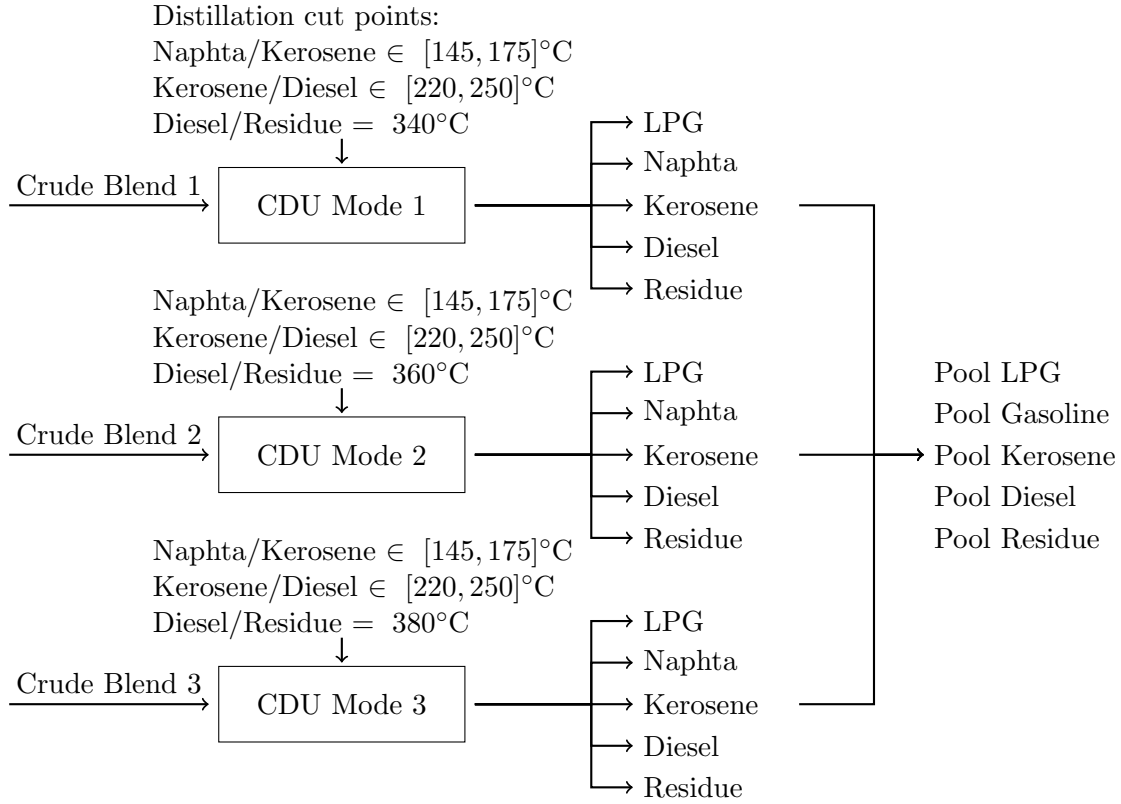 Distillation cut points:
Naphta/Kerosene ∈ [145, 175]°C
Kerosene/Diesel ∈ [220, 250]°C
Diesel/Residue = 340°C
Crude Blend 1
CDU Mode 1
LPG
Naphta
Kerosene
Diesel
Residue
Naphta/Kerosene ∈ [145, 175]°C
Kerosene/Diesel ∈ [220, 250]°C
Diesel/Residue = 360°C
Crude Blend 2
CDU Mode 2
LPG
Naphta
Kerosene
Diesel
Residue
Naphta/Kerosene ∈ [145, 175]°C
Kerosene/Diesel ∈ [220, 250]°C
Diesel/Residue = 380°C
Crude Blend 3
CDU Mode 3
LPG
Naphta
Kerosene
Diesel
Residue
Pool LPG
Pool Gasoline
Pool Kerosene
Pool Diesel
Pool Residue